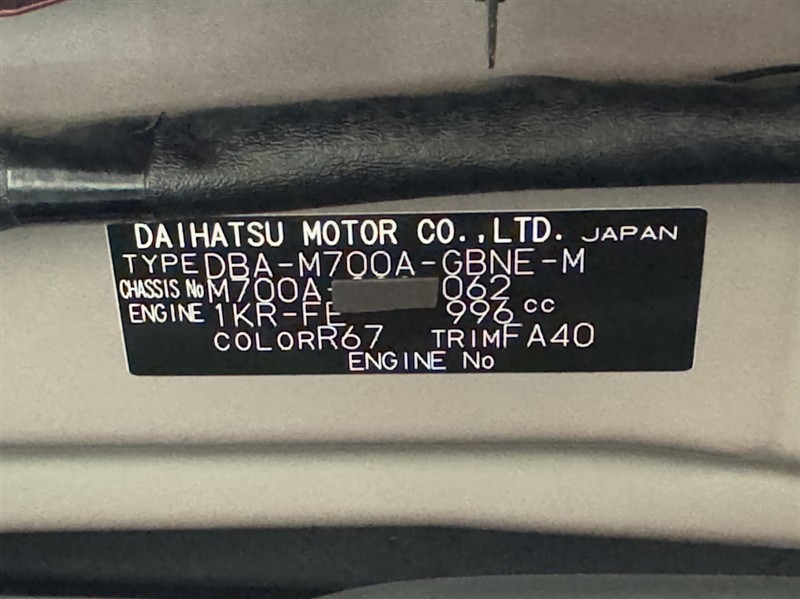 DAIHATSU MOTOR CO.,LTD. JAPAN
TYPE DBA-M700A-GBNE-M
CHASSIS No M700A- 062
ENGINE 1KR-FE 996 cc
COLOR R67 TRIM FA40
ENGINE No